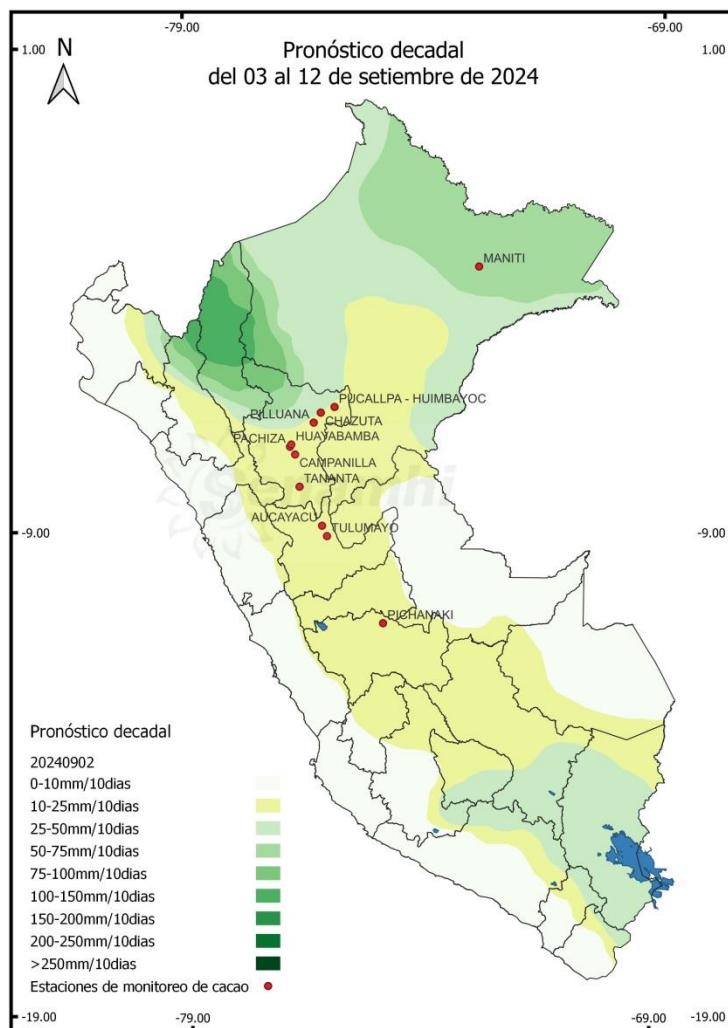 -79.00
-69.00
1.00
1.00
N
Pronóstico decadal
del 03 al 12 de setiembre de 2024
MANITI
PUCALLPA - HUIMBAYOC
PILLUANA
CHAZUTA
PACHIZA
HUAYABAMBA
CAMPANILLA
TANANTA
Senamhi
AUCAYACU
TULUMAYO
-9.00
-9.00
PICHANAKI
Pronóstico decadal
20240902
0-10mm/10dias
10-25mm/10dias
25-50mm/10dias
50-75mm/10dias
75-100mm/10dias
100-150mm/10dias
150-200mm/10dias
200-250mm/10dias
>250mm/10dias
Estaciones de monitoreo de cacao
-19.00
-79.00
-69.00
-19.00